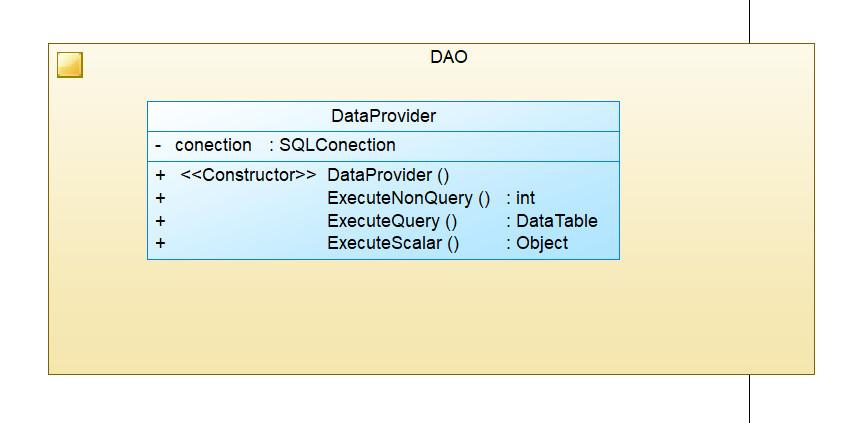 DAO
DataProvider
- conection : SQLConection
+ <<Constructor>> DataProvider ()
+ ExecuteNonQuery () : int
+ ExecuteQuery () : DataTable
+ ExecuteScalar () : Object